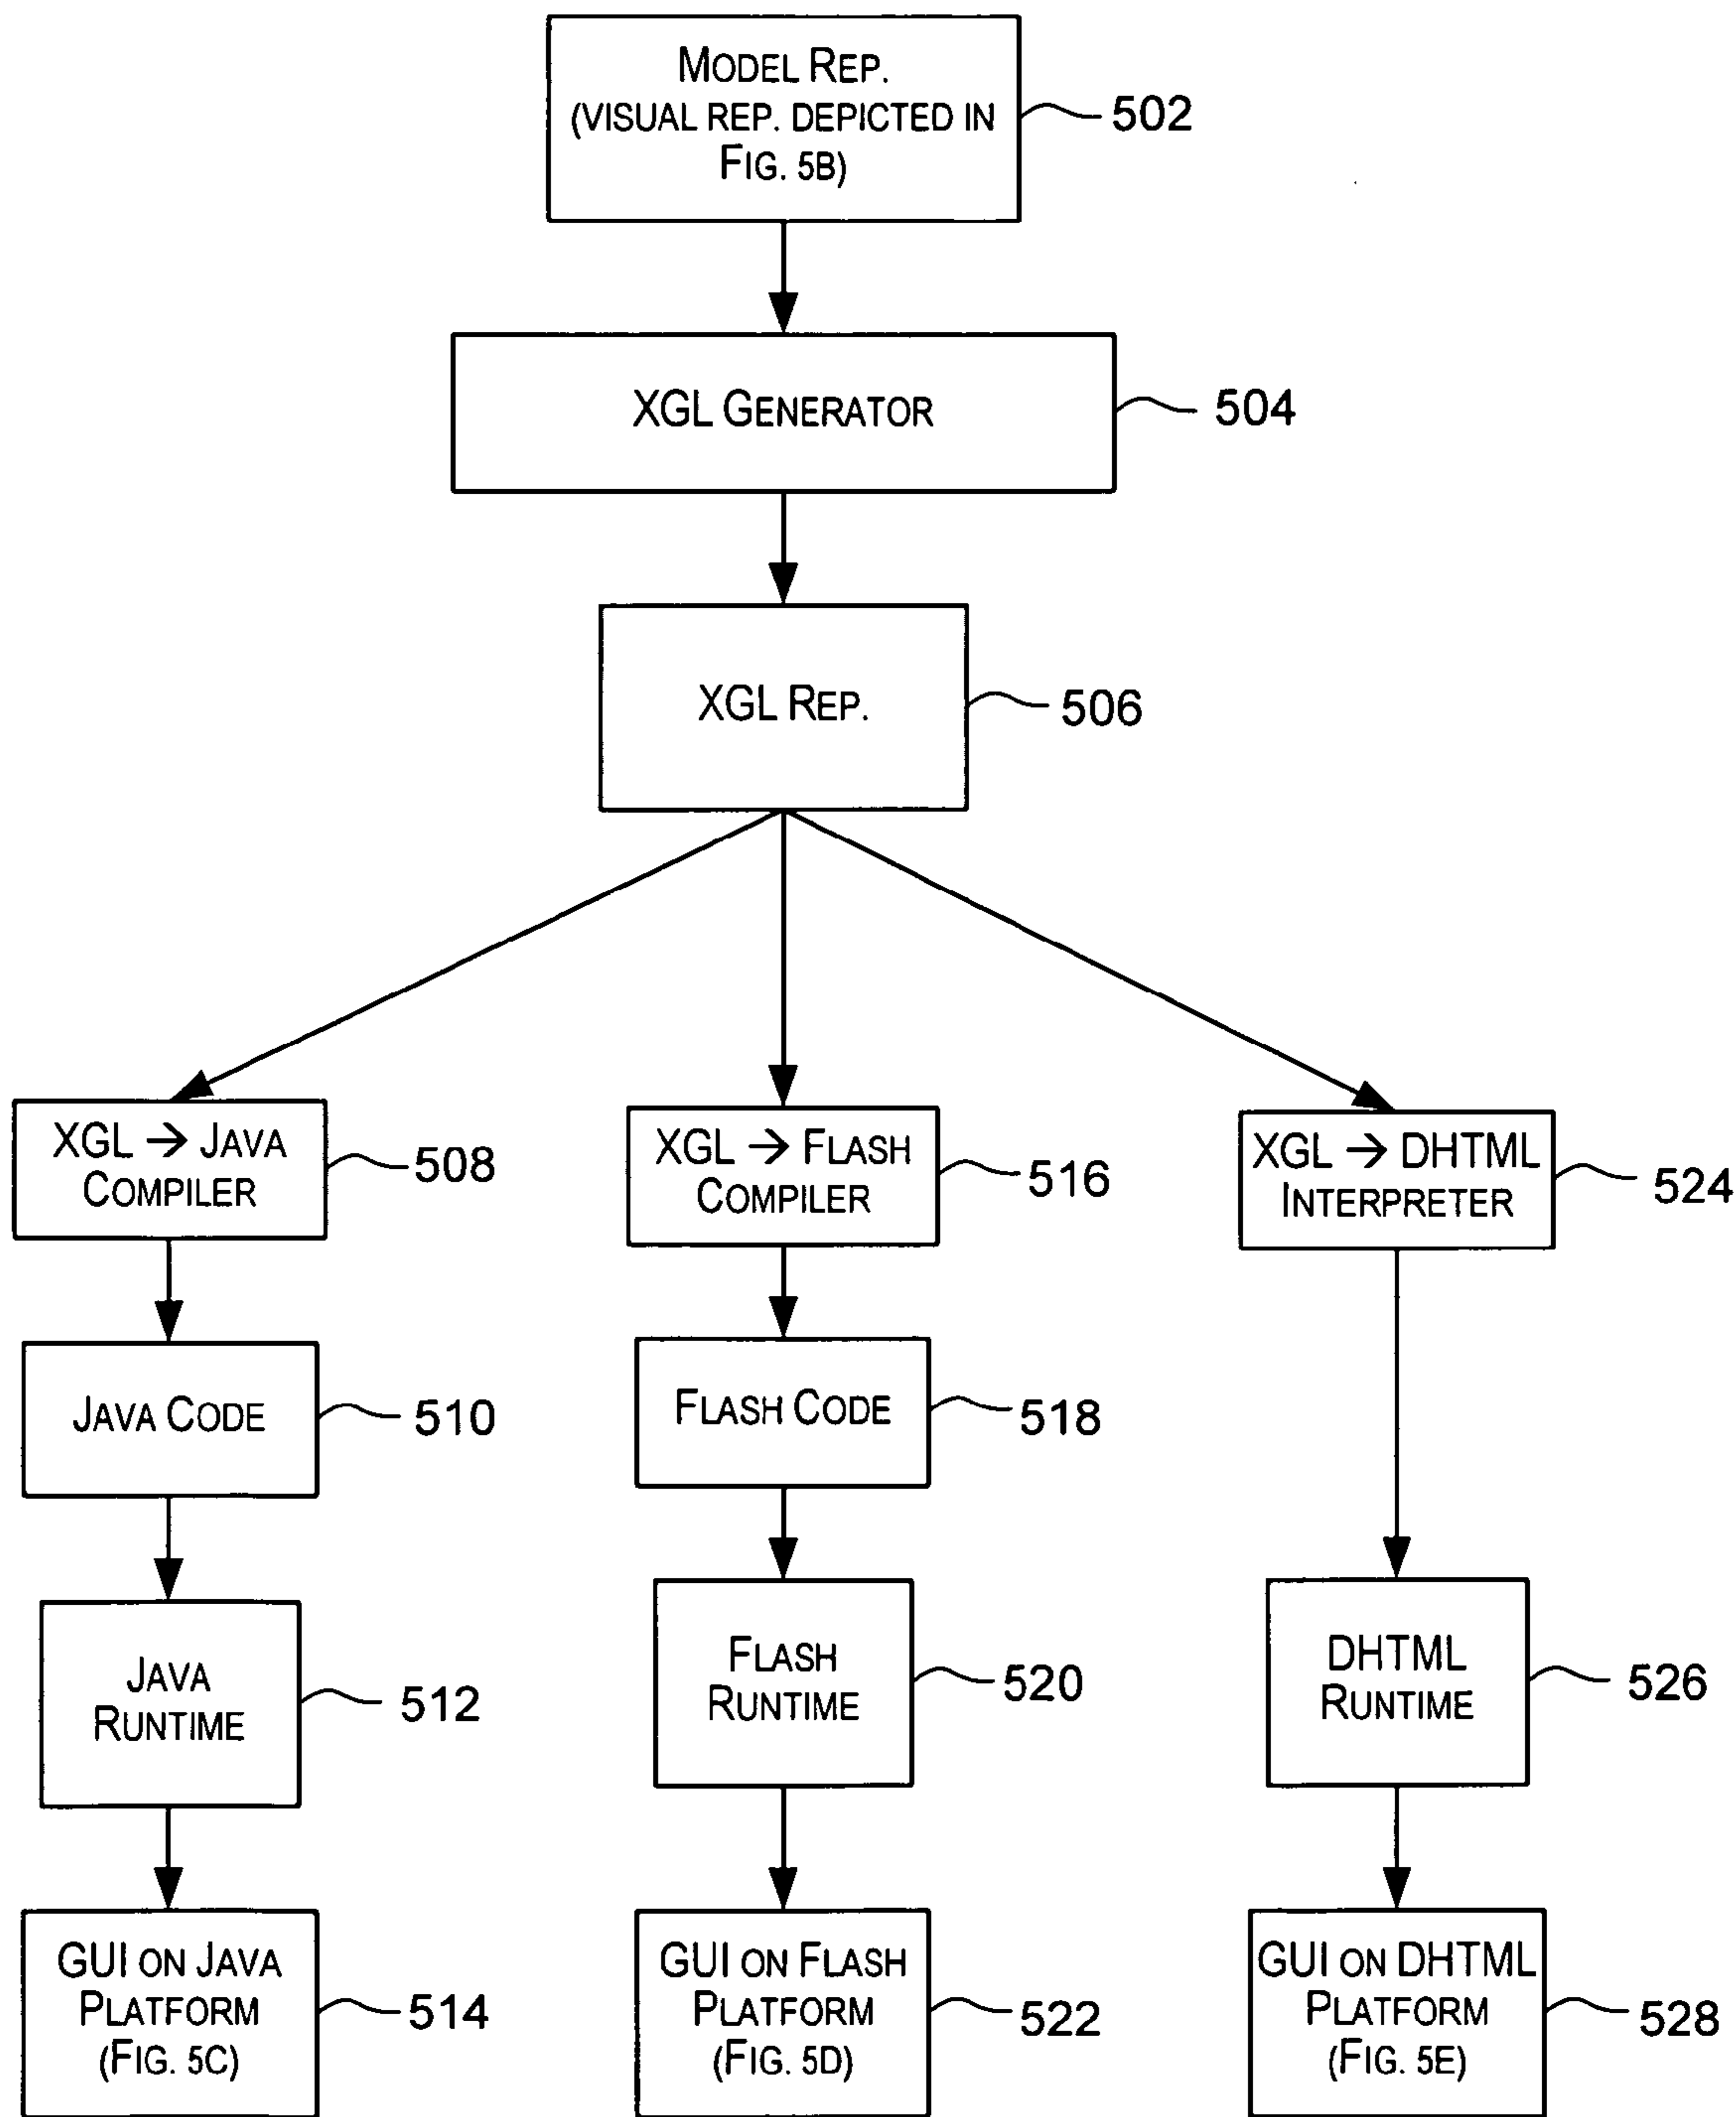 MODEL REP.
(VISUAL REP. DEPICTED IN
FIG. 5B)
502
XGL GENERATOR
504
XGL REP.
506
XGL → JAVA
COMPILER
508
XGL → FLASH
COMPILER
516
XGL → DHTML
INTERPRETER
524
JAVA CODE
510
FLASH CODE
518
JAVA
RUNTIME
512
FLASH
RUNTIME
520
DHTML
RUNTIME
526
GUI ON JAVA
PLATFORM
(FIG. 5C)
514
GUI ON FLASH
PLATFORM
(FIG. 5D)
522
GUI ON DHTML
PLATFORM
(FIG. 5E)
528